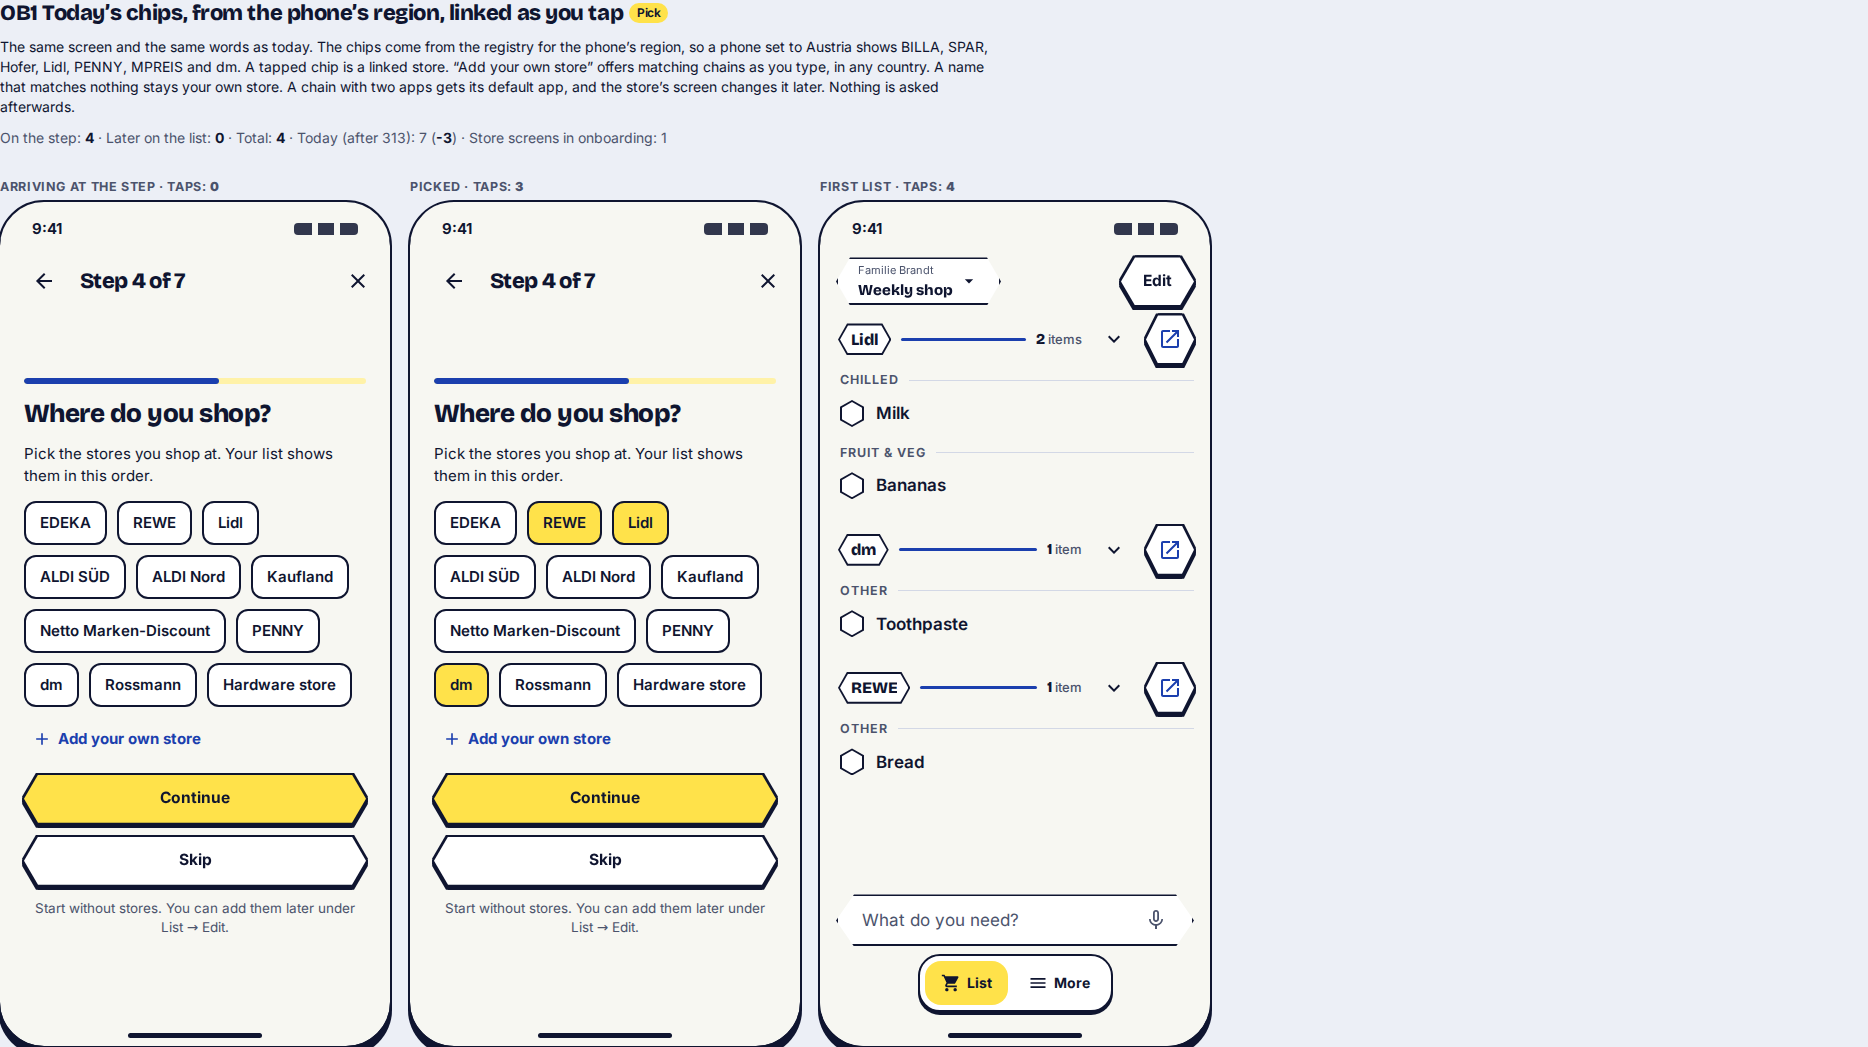 OB1 Today's chips, from the phone's region, linked as you tap Pick
The same screen and the same words as today. The chips come from the registry for the phone's region, so a phone set to Austria shows BILLA, SPAR,
Hofer, Lidl, PENNY, MPREIS and dm. A tapped chip is a linked store. “Add your own store” offers matching chains as you type, in any country. A name
that matches nothing stays your own store. A chain with two apps gets its default app, and the store's screen changes it later. Nothing is asked
afterwards.
On the step: 4 · Later on the list: 0 · Total: 4 · Today (after 313): 7 (-3) · Store screens in onboarding: 1
ARRIVING AT THE STEP · TAPS: 0
9:41
Step 4 of 7
Where do you shop?
Pick the stores you shop at. Your list shows
them in this order.
EDEKA REWE Lidl
ALDI SÜD ALDI Nord Kaufland
Netto Marken-Discount PENNY
dm Rossmann Hardware store
+ Add your own store
Continue
Skip
Start without stores. You can add them later under
List → Edit.
PICKED · TAPS: 3
9:41
Step 4 of 7
Where do you shop?
Pick the stores you shop at. Your list shows
them in this order.
EDEKA REWE Lidl
ALDI SÜD ALDI Nord Kaufland
Netto Marken-Discount PENNY
dm Rossmann Hardware store
+ Add your own store
Continue
Skip
Start without stores. You can add them later under
List → Edit.
FIRST LIST · TAPS: 4
9:41
Familie Brandt
Weekly shop
Edit
Lidl 2 items
CHILLED
Milk
FRUIT & VEG
Bananas
dm 1 item
OTHER
Toothpaste
REWE 1 item
OTHER
Bread
What do you need?
List More